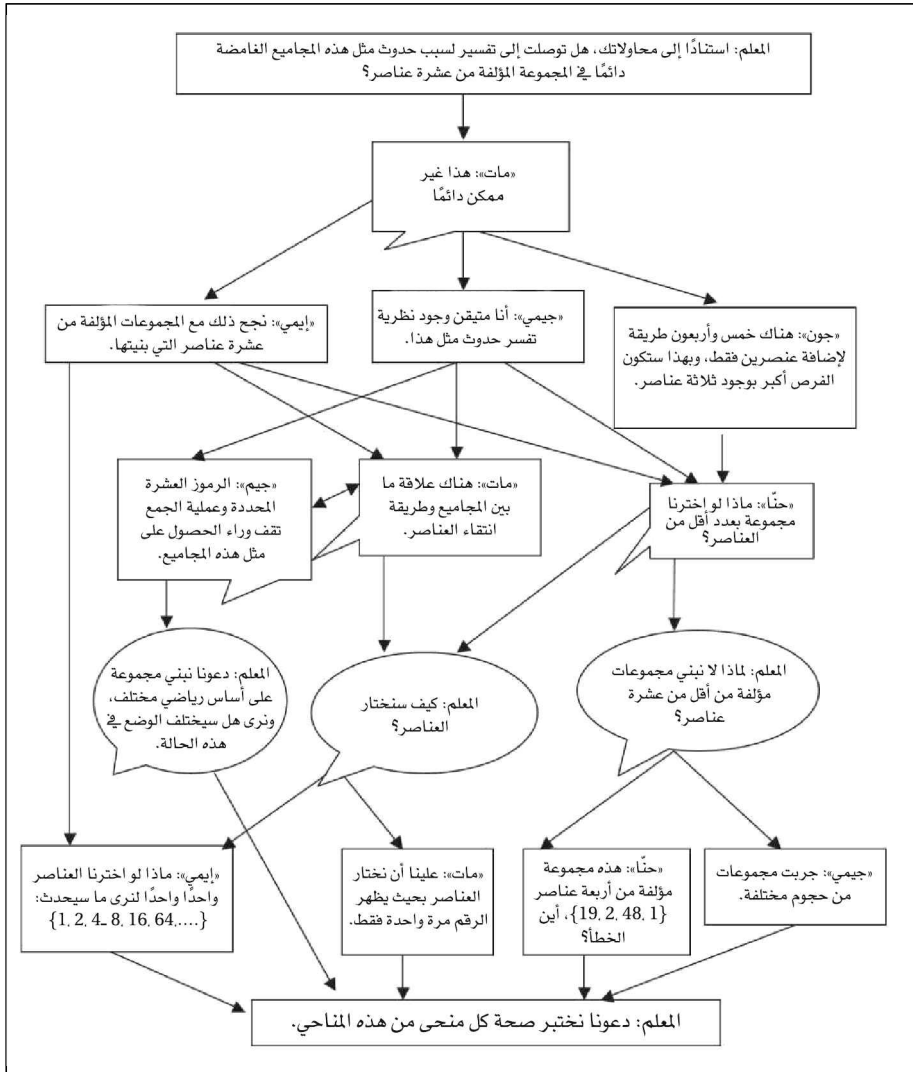 المعلم: استنادًا إلى محاولاتك، هل توصلت إلى تفسير لسبب حدوث مثل هذه المجاميع الغامضة
دائمًا في المجموعة المؤلفة من عشرة عناصر؟
«مات»: هذا غير
ممكن دائمًا
«جون»: هناك خمس وأربعون طريقة
لإضافة عنصرين فقط، وبهذا ستكون
الفرص أكبر بوجود ثلاثة عناصر.
«جيمي»: أنا متيقن وجود نظرية
تفسر حدوث مثل هذا.
«إيمي»: نجح ذلك مع المجموعات المؤلفة من
عشرة عناصر التي بنيتها.
«حنّا»: ماذا لو اخترنا
مجموعة بعدد أقل من
العناصر؟
«مات»: هناك علاقة ما
بين المجاميع وطريقة
انتقاء العناصر.
«جيم»: الرموز العشرة
المحددة وعملية الجمع
تقف وراء الحصول على
مثل هذه المجاميع.
المعلم: لماذا لا نبني مجموعات
مؤلفة من أقل من عشرة
عناصر؟
المعلم: كيف سنختار
العناصر؟
المعلم: دعونا نبني مجموعة
على أساس رياضي مختلف،
ونرى هل سيختلف الوضع في
هذه الحالة.
«جيمي»: جربت مجموعات
من حجوم مختلفة.
«حنّا»: هذه مجموعة
مؤلفة من أربعة عناصر
{19, 2, 48, 1}، أين
الخطأ؟
«مات»: علينا أن نختار
العناصر بحيث يظهر
الرقم مرة واحدة فقط.
«إيمي»: ماذا لو اخترنا العناصر
واحدًا واحدًا لنرى ما سيحدث:
{1, 2, 4ـ 8, 16, 64,....}
المعلم: دعونا نختبر صحة كل منحى من هذه المناحي.